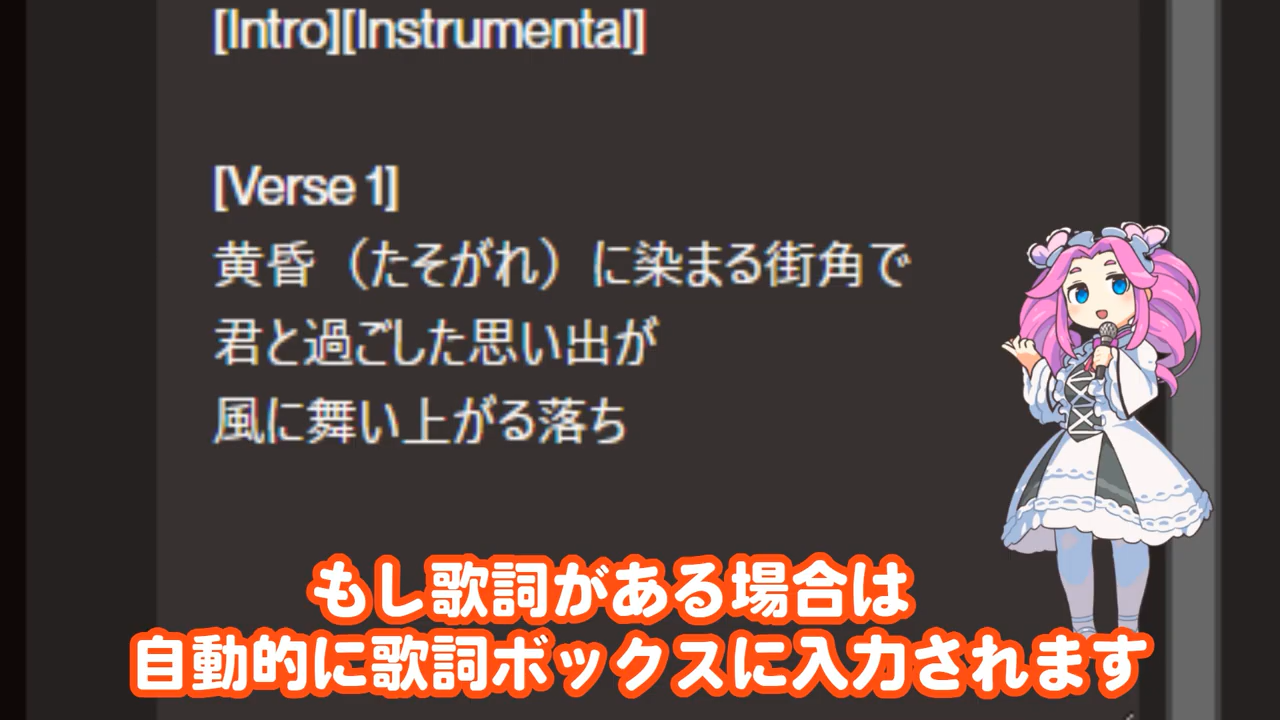 [Intro][Instrumental]
[Verse 1]
黄昏（たそがれ）に染まる街角で
君と過ごした思い出が
風に舞い上がる落ち
もし歌詞がある場合は
自動的に歌詞ボックスに入力されます